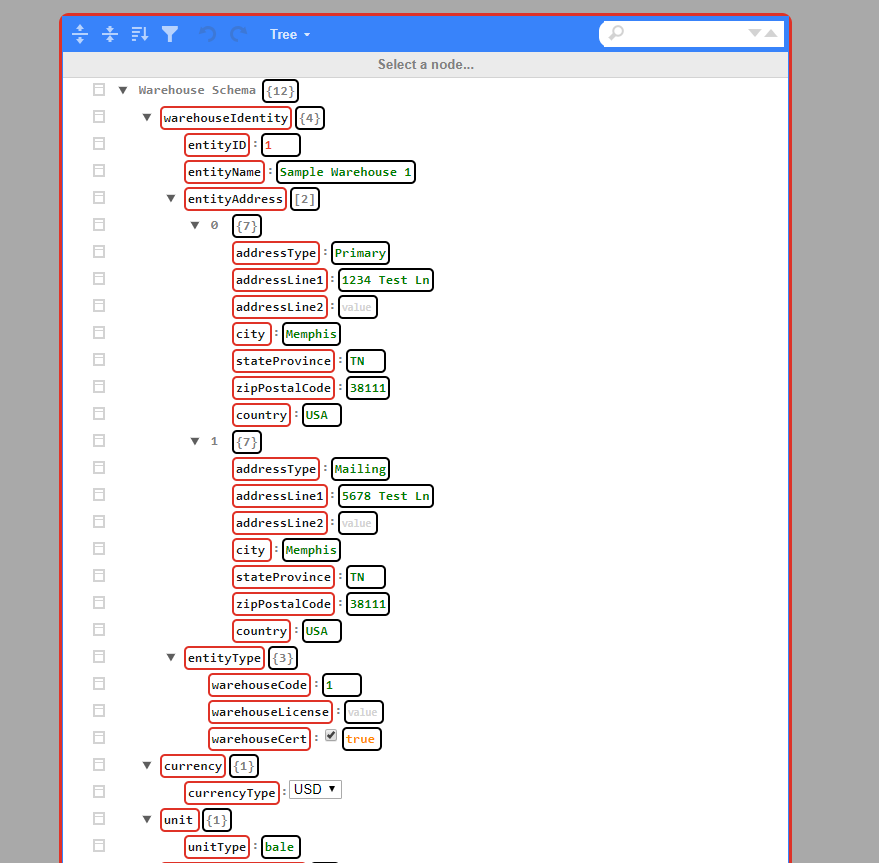 Tree
Select a node...
Warehouse Schema {12}
warehouseIdentity {4}
entityID : 1
entityName : Sample Warehouse 1
entityAddress [2]
0 {7}
addressType : Primary
addressLine1 : 1234 Test Ln
addressLine2 : value
city : Memphis
stateProvince : TN
zipPostalCode : 38111
country : USA
1 {7}
addressType : Mailing
addressLine1 : 5678 Test Ln
addressLine2 : value
city : Memphis
stateProvince : TN
zipPostalCode : 38111
country : USA
entityType {3}
warehouseCode : 1
warehouseLicense : value
warehouseCert : true
currency {1}
currencyType : USD
unit {1}
unitType : bale